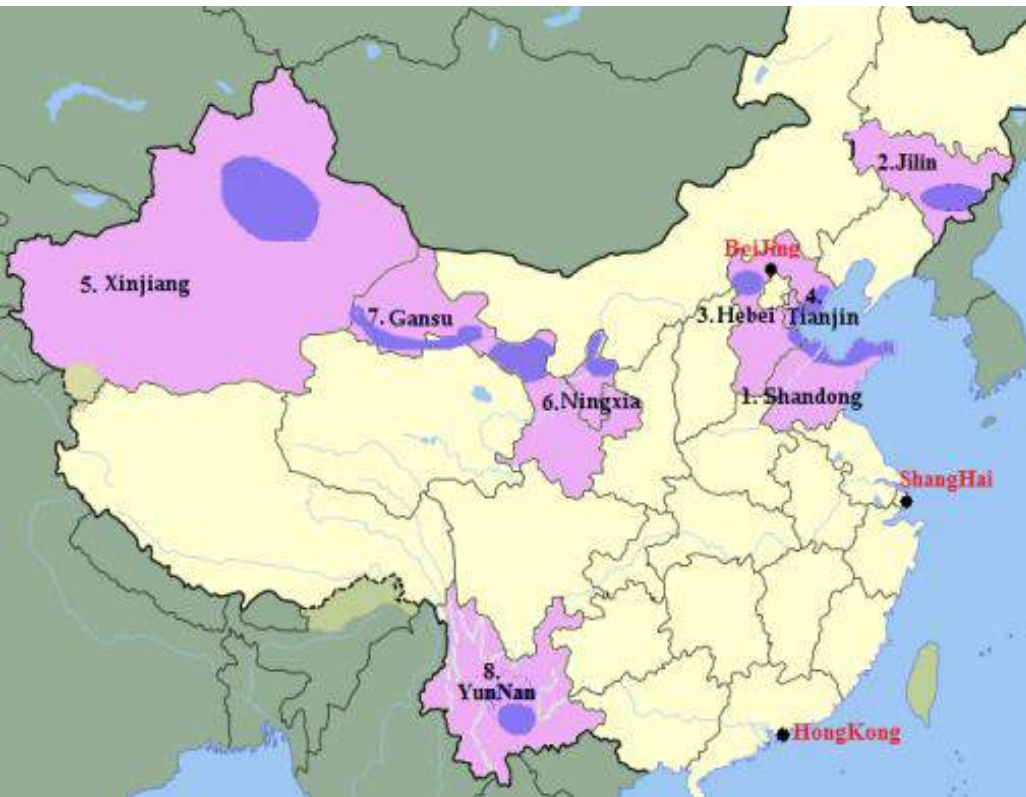 1
2.Jilin
BeiJing
5. Xinjiang
4.
7. Gansu
3.Hebei
Tianjin
1. Shandong
6.Ningxia
ShangHai
8.
YunNan
HongKong